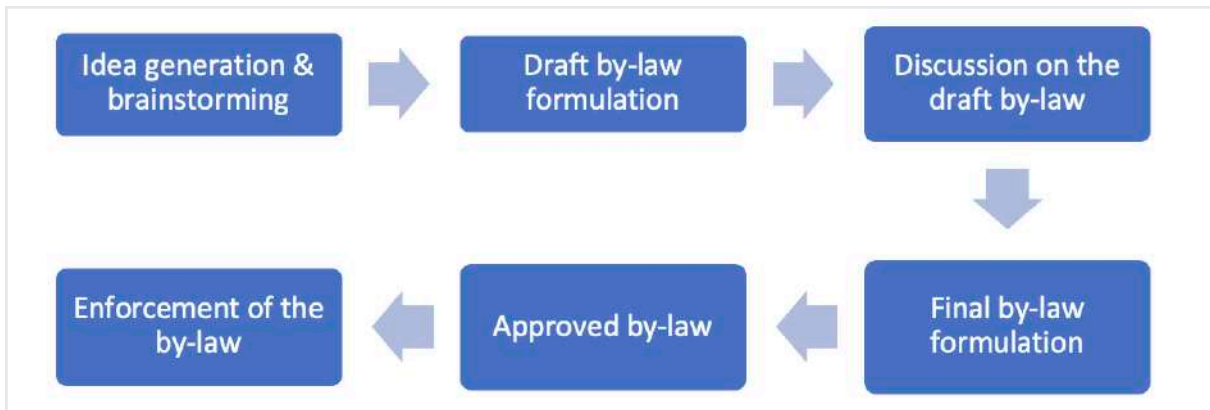 Idea generation &
brainstorming
Draft by-law
formulation
Discussion on the
draft by-law
Final by-law
formulation
Approved by-law
Enforcement of the
by-law